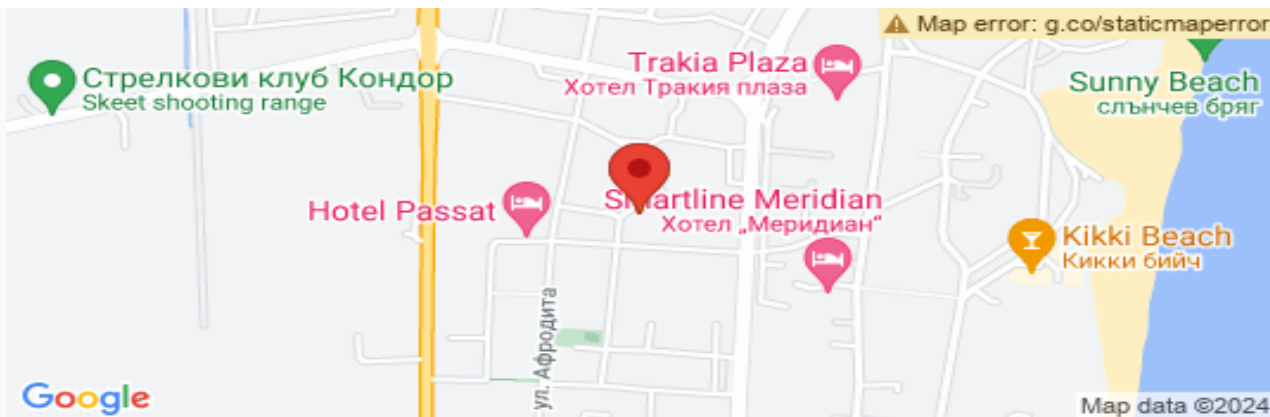 Map error: g.co/staticmaperror
Стрелкови клуб Кондор
Skeet shooting range
Trakia Plaza
Хотел Тракия плаза
Sunny Beach
слънчев бряг
Hotel Passat
Smartline Meridian
Хотел „Меридиан“
Kikki Beach
Кикки бийч
ул. Афродита
Google
Map data ©2024